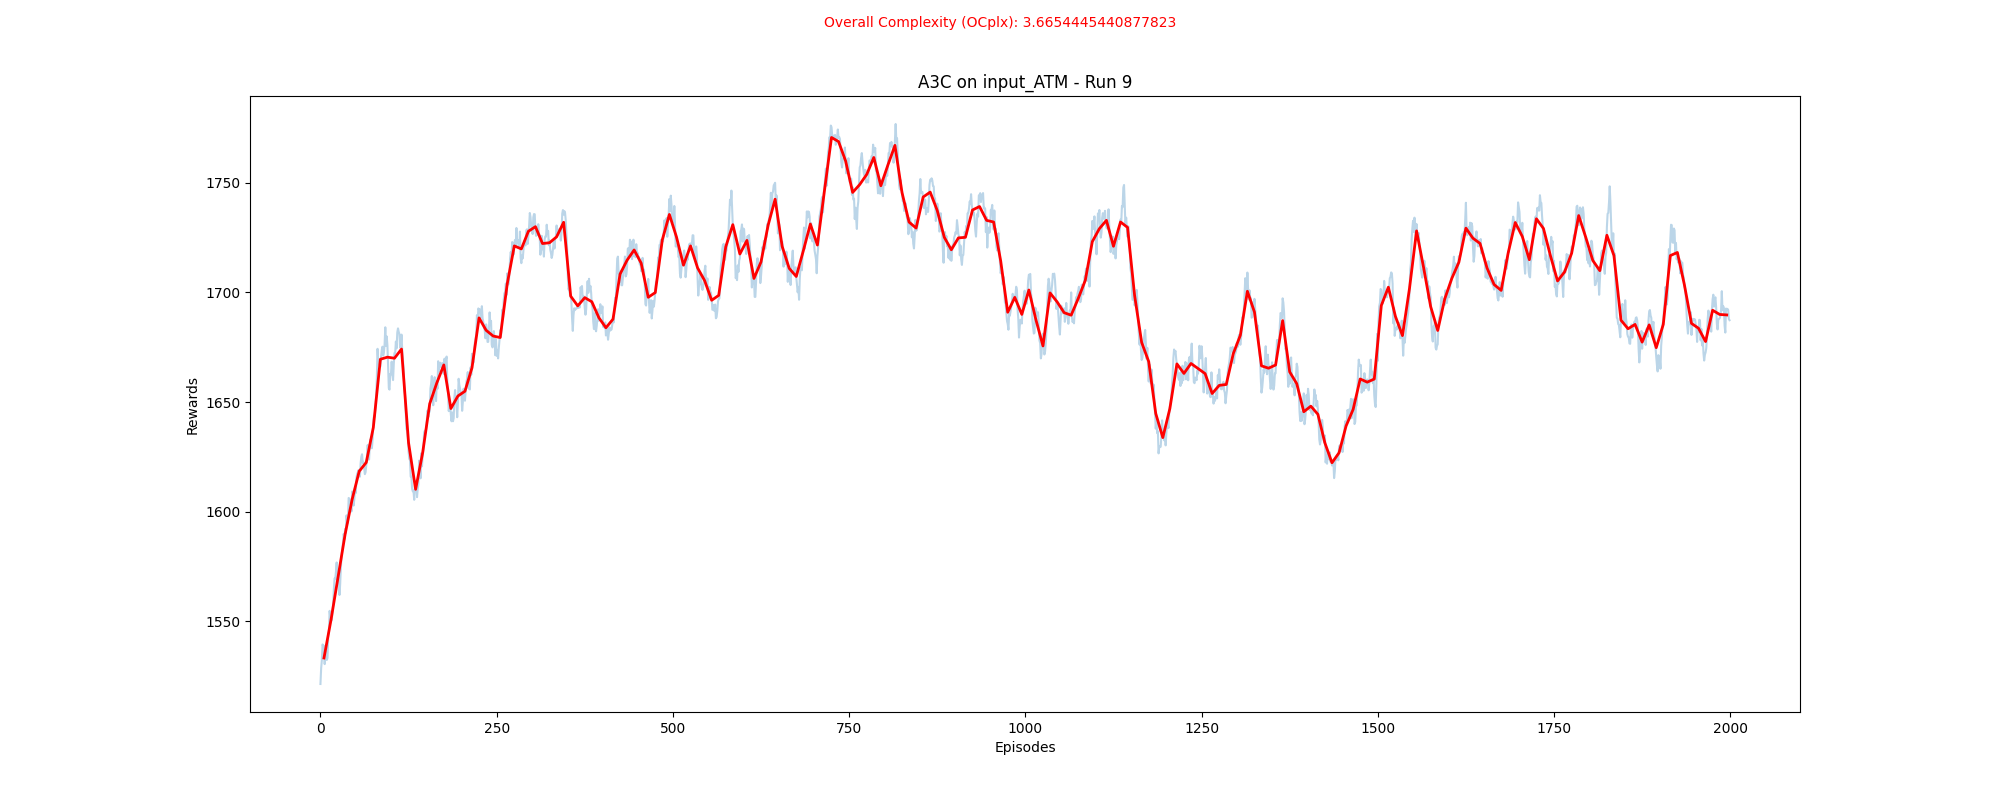 Overall Complexity (OCplx): 3.6654445440877823
A3C on input_ATM - Run 9
Rewards
1750
1700
1650
1600
1550
0 250 500 750 1000 1250 1500 1750 2000
Episodes